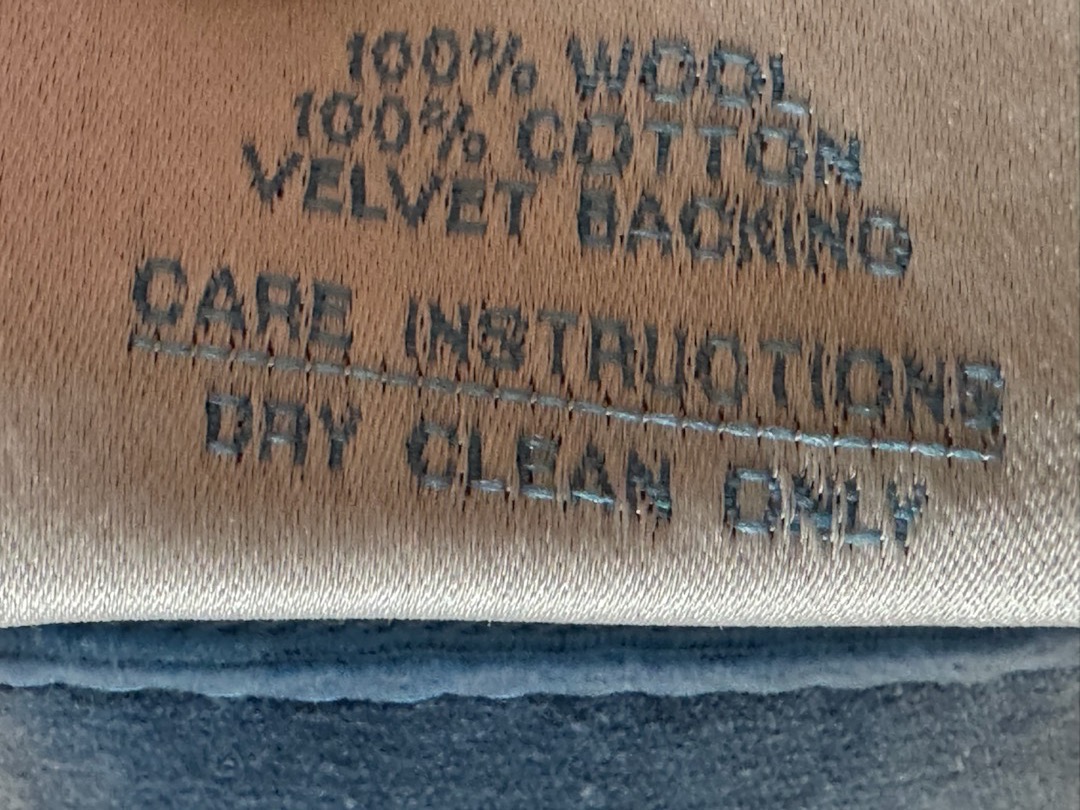 100% WOOL
100% COTTON
VELVET BACKING
CARE INSTRUCTIONS
DRY CLEAN ONLY